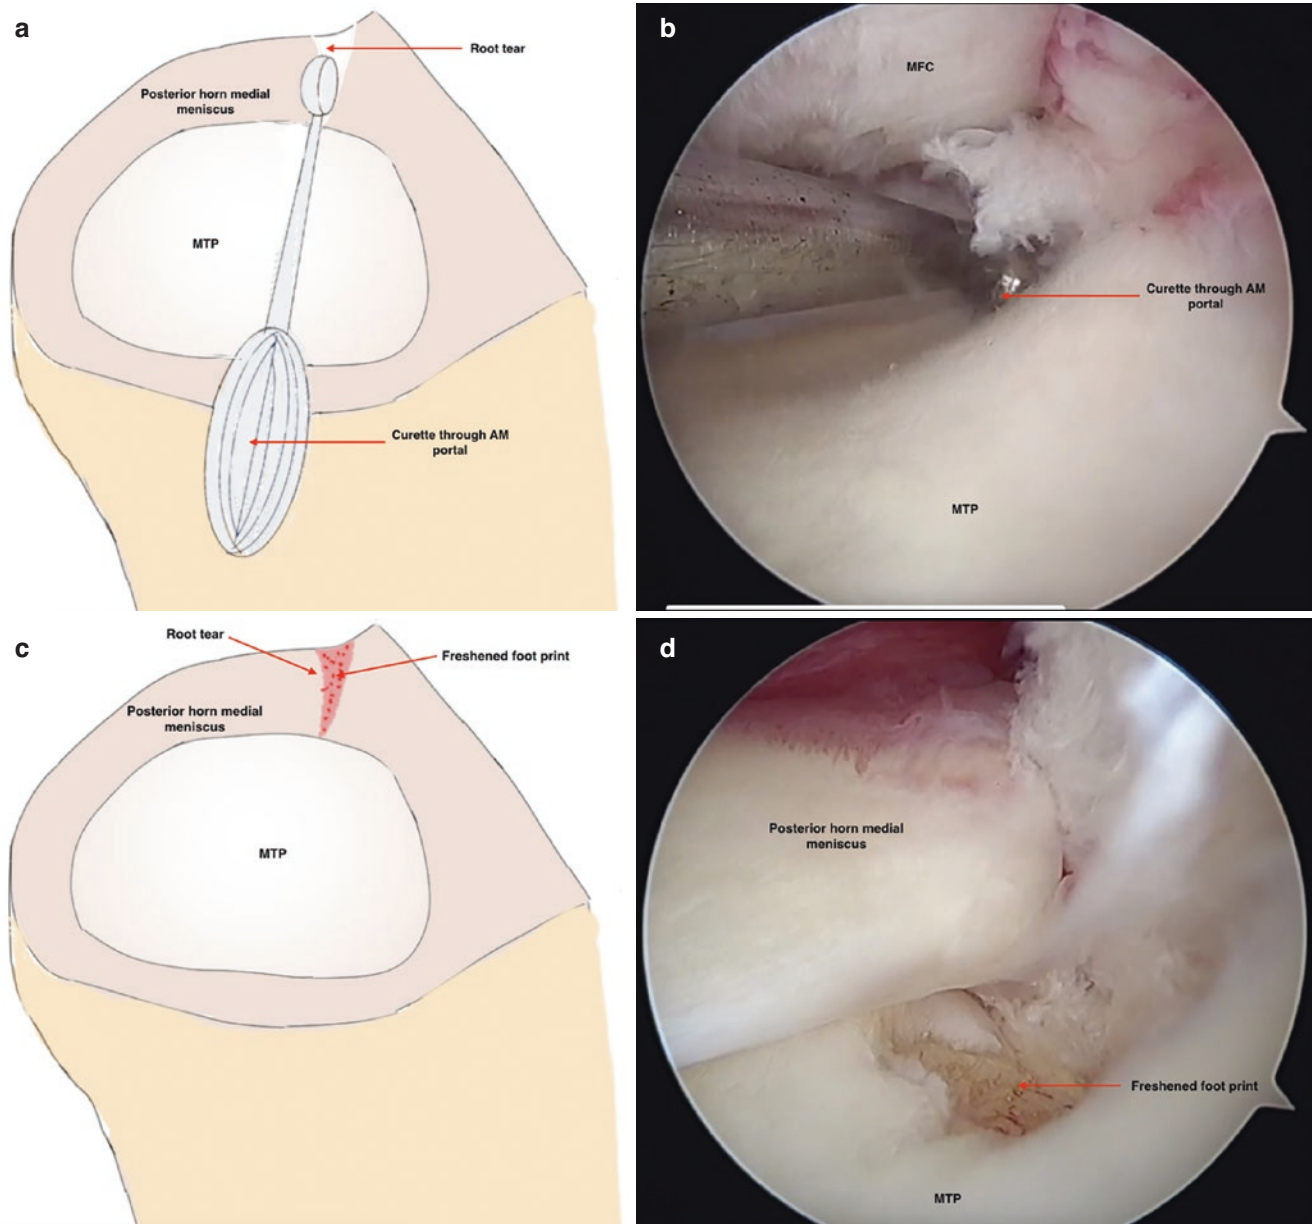 a
Root tear
Posterior horn medial
meniscus
MTP
Curette through AM
portal
b
MFC
Curette through AM
portal
MTP
c
Root tear
Freshened foot print
Posterior horn medial
meniscus
MTP
d
Posterior horn medial
meniscus
Freshened foot print
MTP